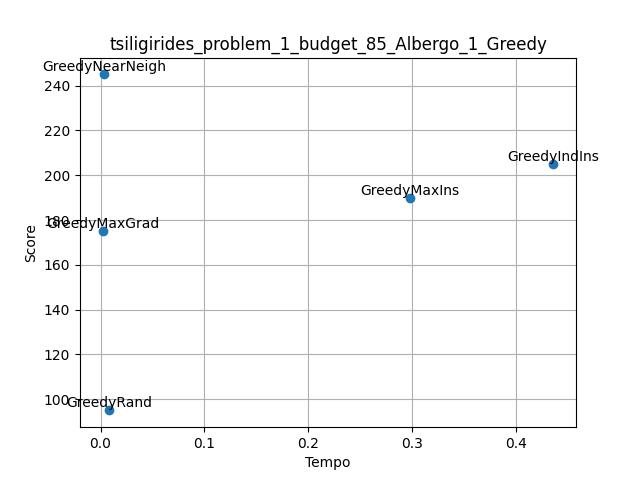 tsiligirides_problem_1_budget_85_Albergo_1_Greedy
GreedyNearNeigh
240
220
GreedyIndIns
200
GreedyMaxIns
180
GreedyMaxGrad
Score
160
140
120
100
GreedyRand
0.0 0.1 0.2 0.3 0.4
Tempo